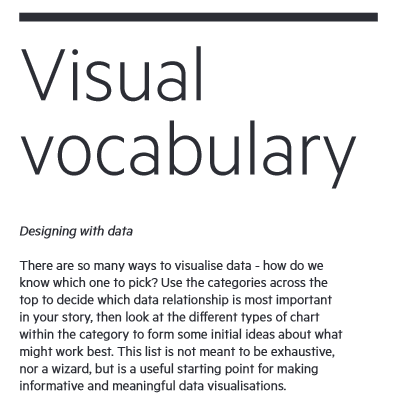 Visual
vocabulary
Designing with data
There are so many ways to visualise data - how do we
know which one to pick? Use the categories across the
top to decide which data relationship is most important
in your story, then look at the different types of chart
within the category to form some initial ideas about what
might work best. This list is not meant to be exhaustive,
nor a wizard, but is a useful starting point for making
informative and meaningful data visualisations.